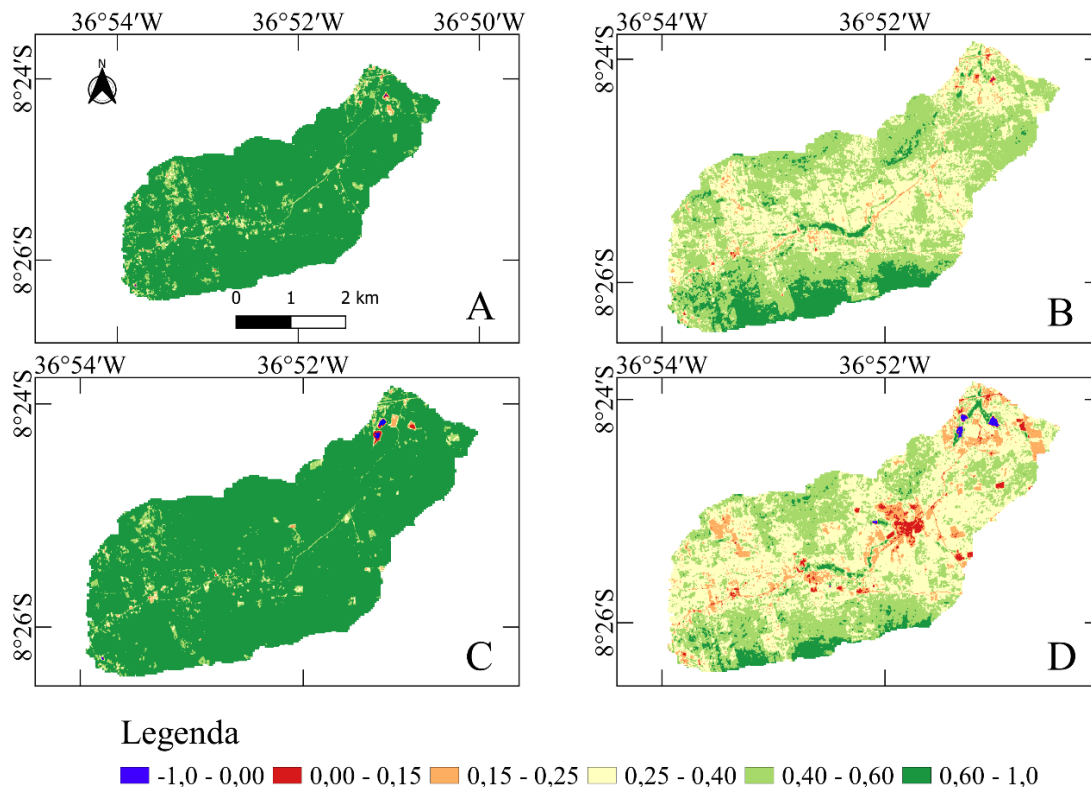 36°54′W 36°52′W 36°50′W
8°24′S
8°26′S
N
0 1 2 km
A
36°54′W 36°52′W
8°24′S
8°26′S
B
36°54′W 36°52′W
8°24′S
8°26′S
C
36°54′W 36°52′W
8°24′S
8°26′S
D
Legenda
-1,0 - 0,00 0,00 - 0,15 0,15 - 0,25 0,25 - 0,40 0,40 - 0,60 0,60 - 1,0